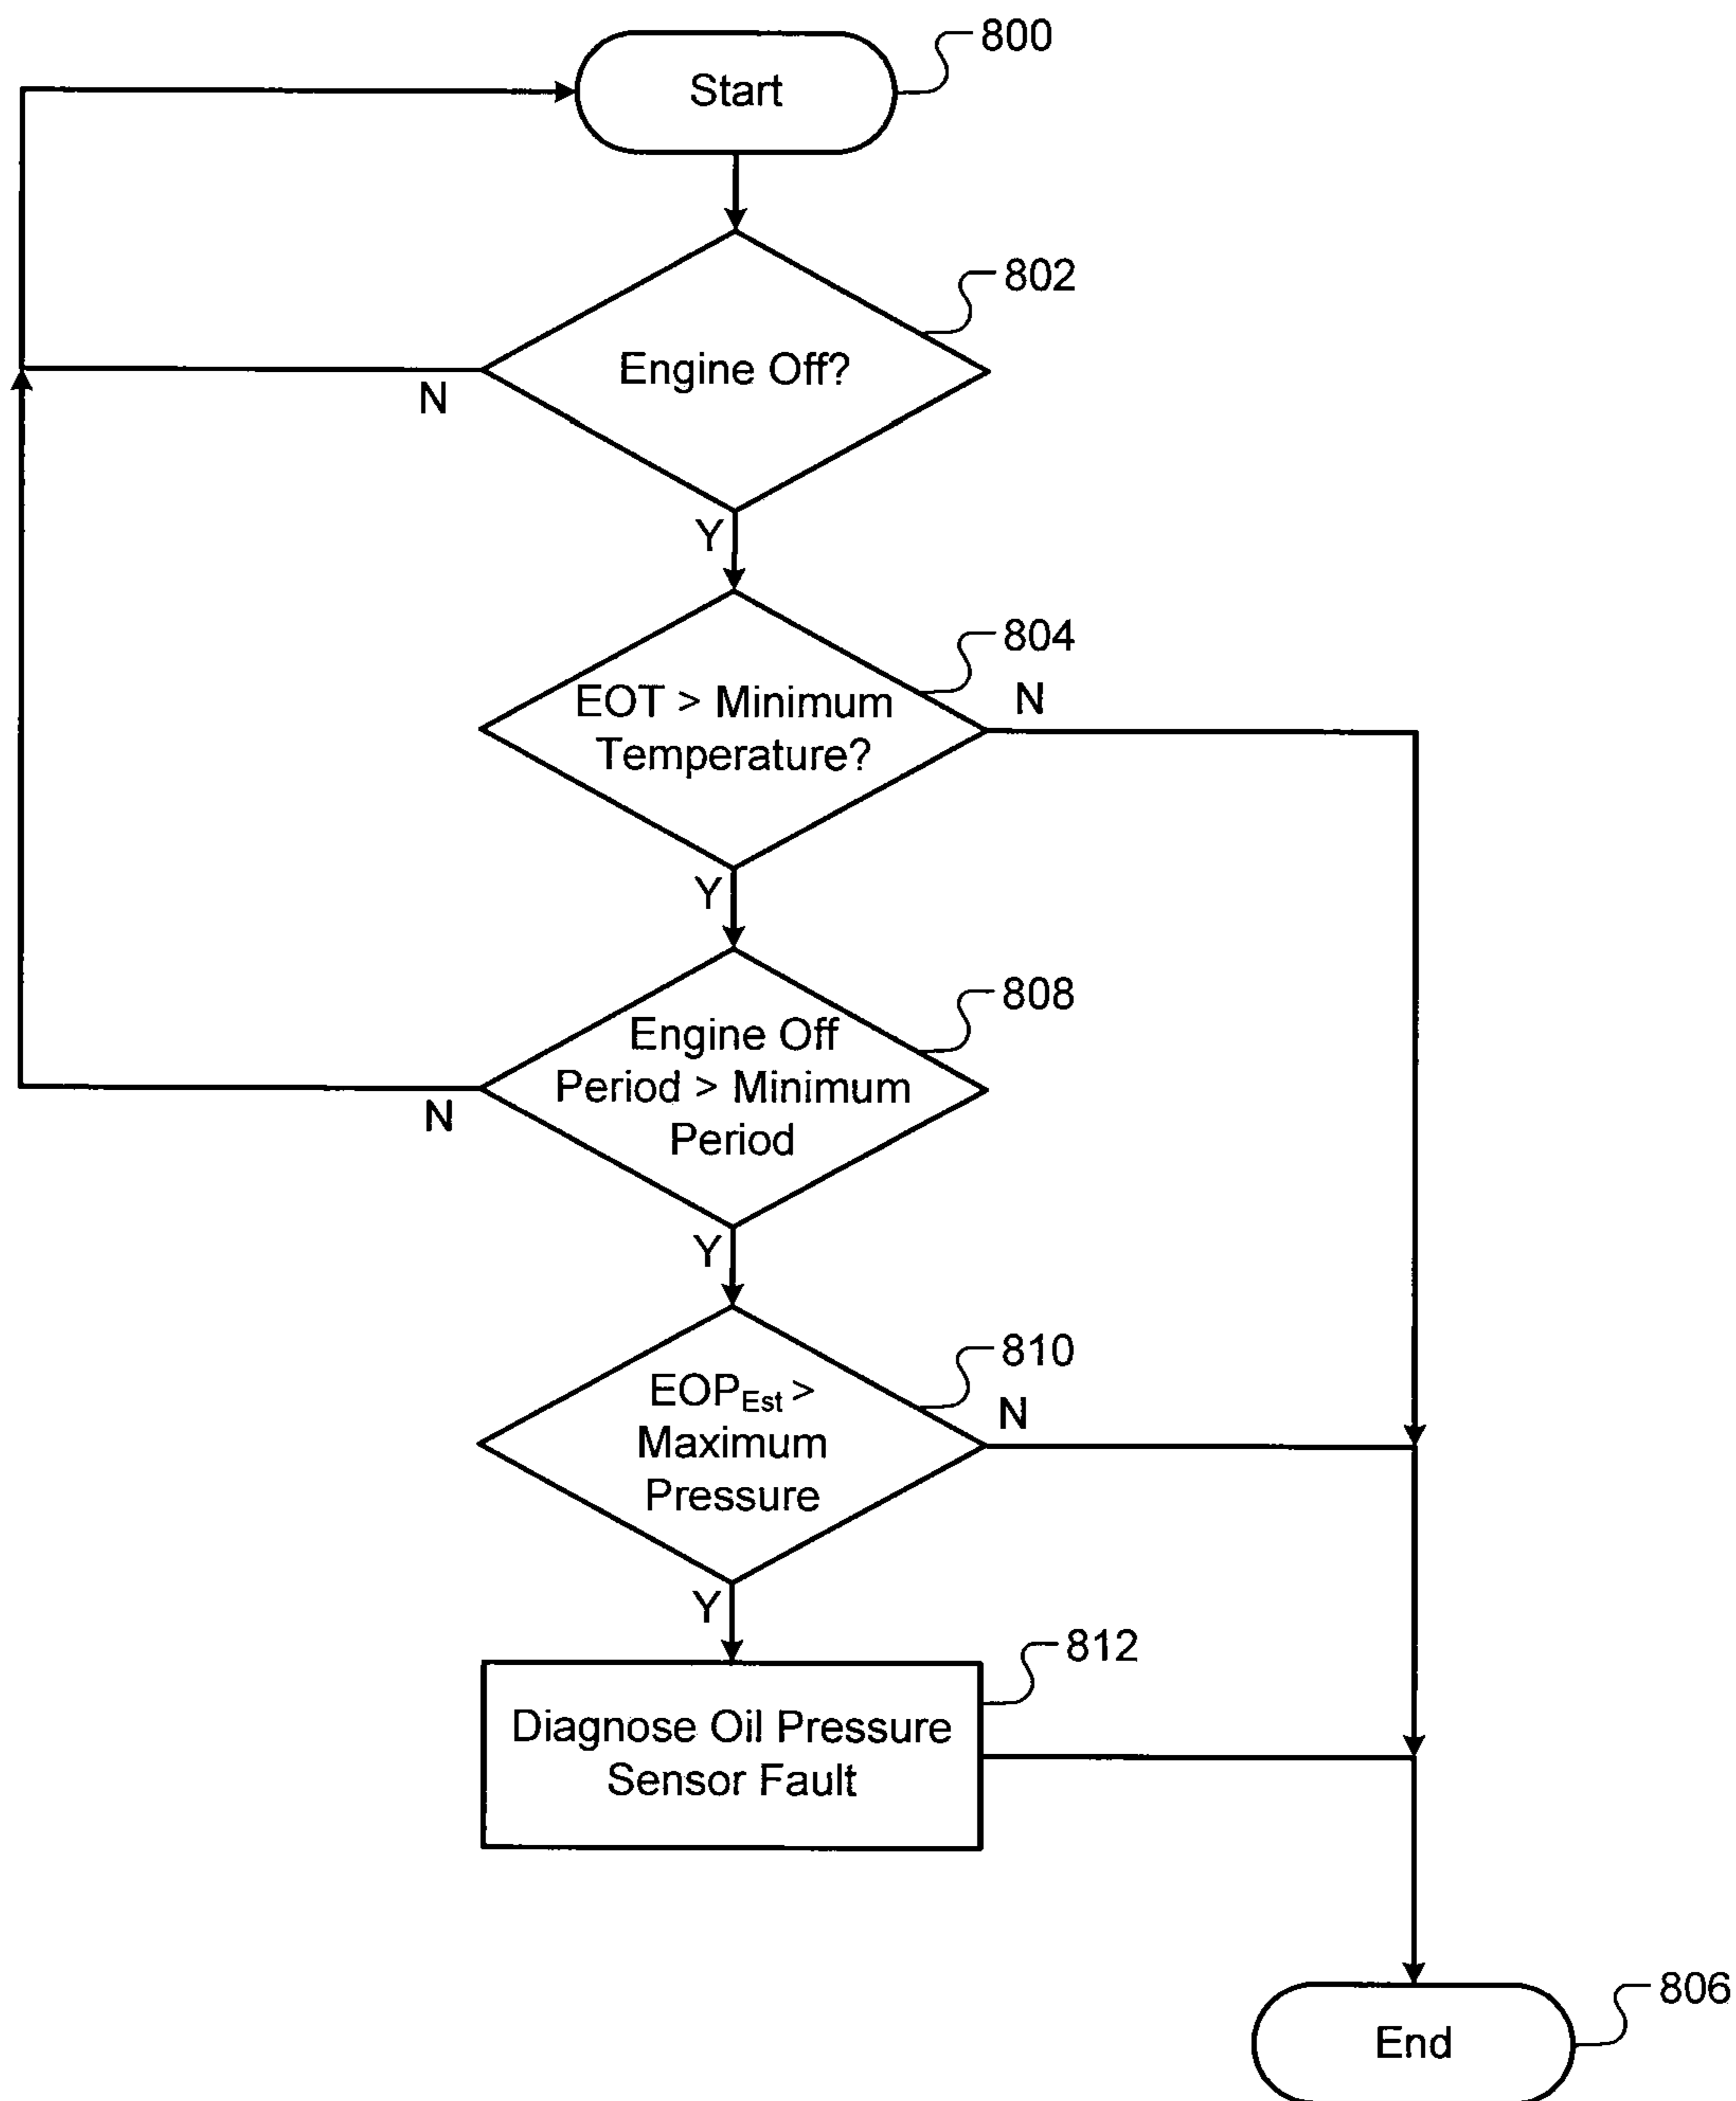 800
Start
802
Engine Off?
N
Y
804
EOT > Minimum
Temperature?
N
Y
808
Engine Off
Period > Minimum
Period
N
Y
810
EOPEst >
Maximum
Pressure
N
Y
812
Diagnose Oil Pressure
Sensor Fault
806
End